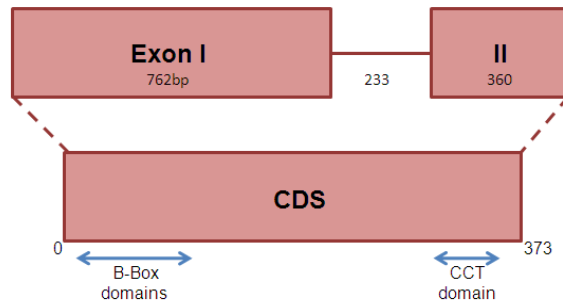 Exon I
762bp
233
II
360
CDS
0
373
B-Box
domains
CCT
domain